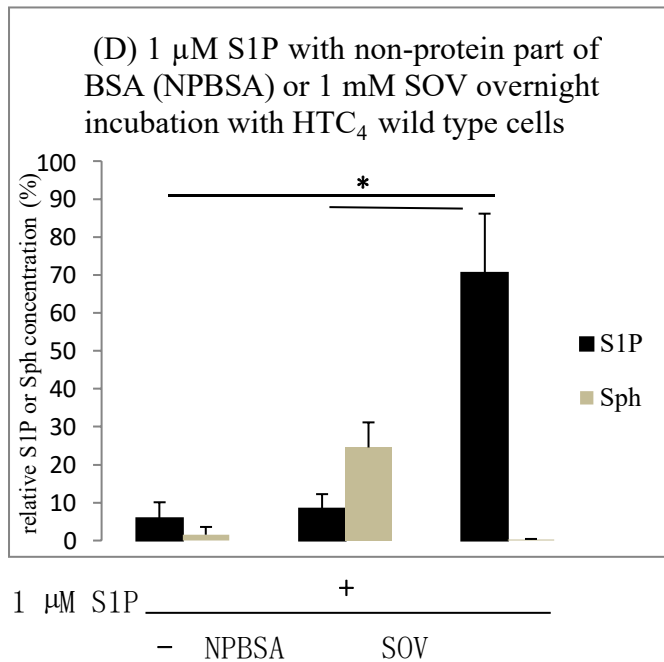 (D) 1 µM S1P with non-protein part of
BSA (NPBSA) or 1 mM SOV overnight
incubation with HTC₄ wild type cells
relative S1P or Sph concentration (%)
100
90
80
70
60
50
40
30
20
10
0
*
S1P
Sph
1 μM S1P
+
− NPBSA SOV